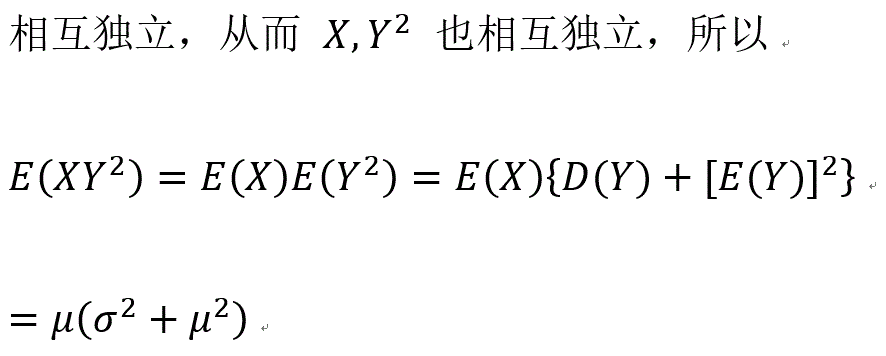 相互独立，从而 X,Y² 也相互独立，所以
E(XY²) = E(X)E(Y²) = E(X){D(Y) + [E(Y)]²}
= μ(σ² + μ²)